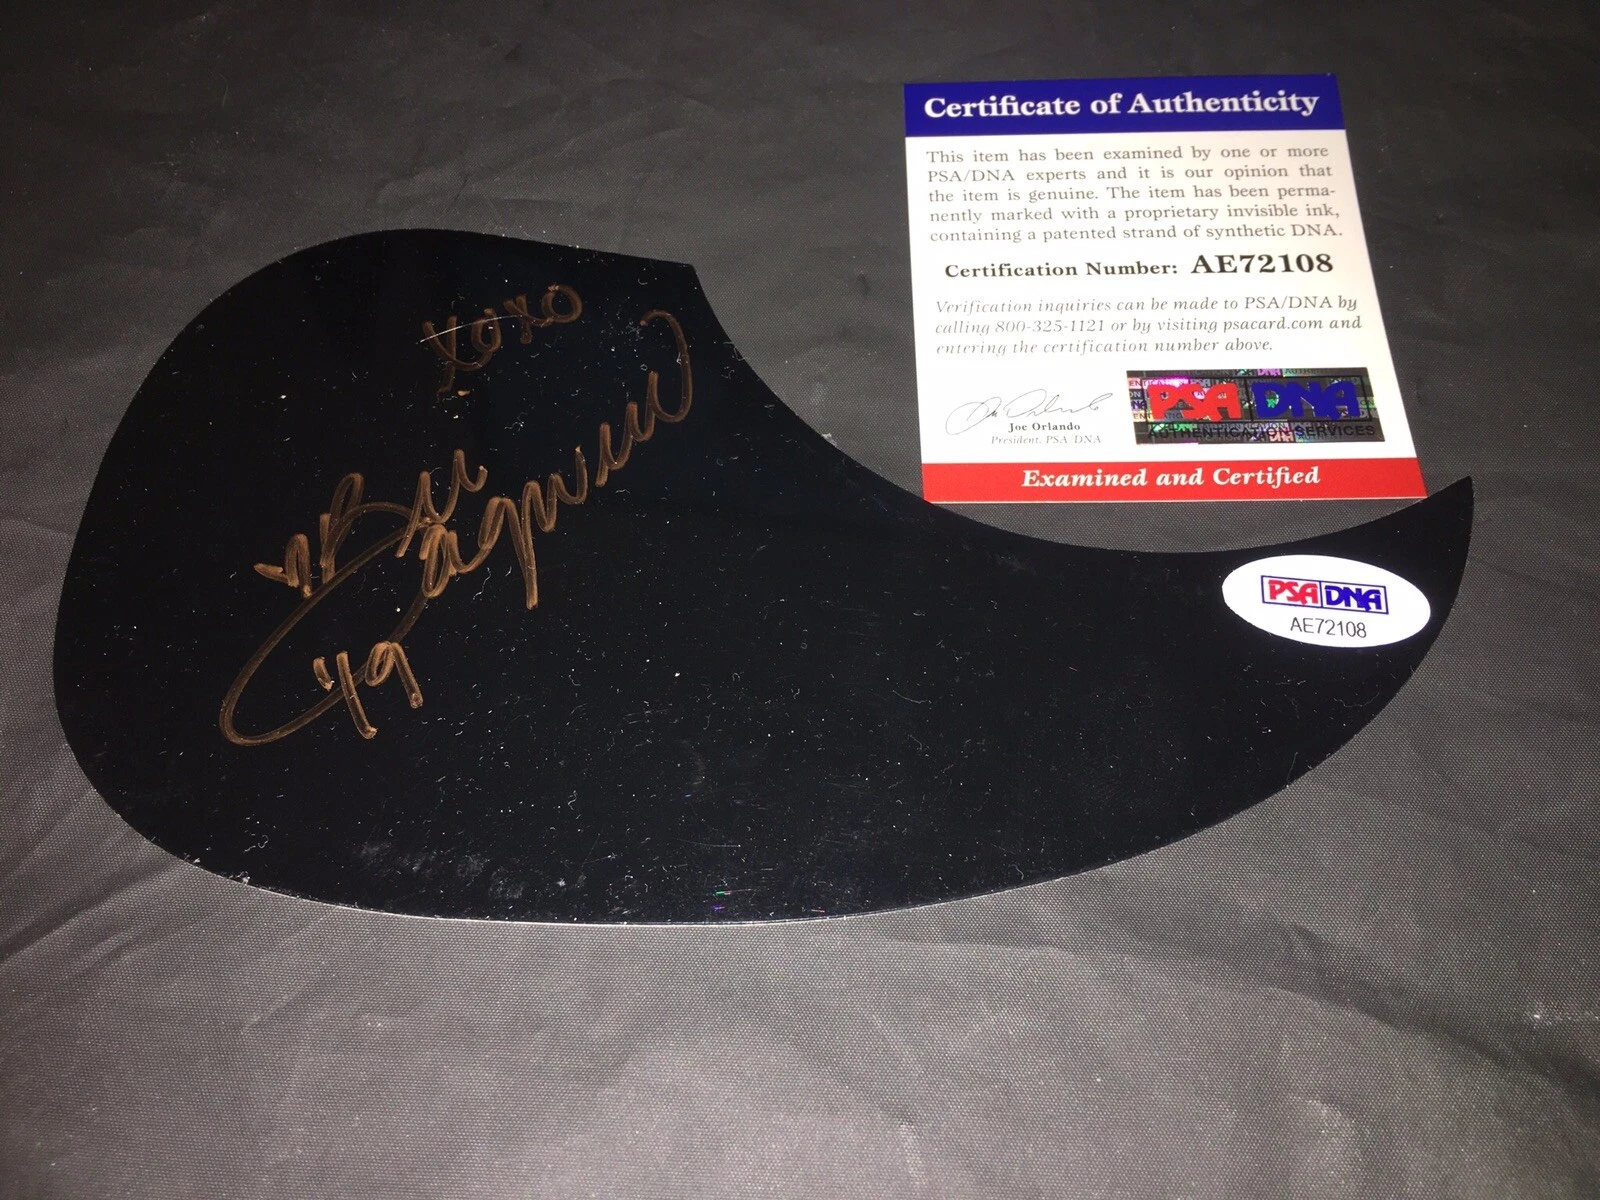 xoxo
Certificate of Authenticity
This item has been examined by one or more
PSA/DNA experts and it is our opinion that
the item is genuine. The item has been perma-
nently marked with a proprietary invisible ink,
containing a patented strand of synthetic DNA.
Certification Number: AE72108
Verification inquiries can be made to PSA/DNA by
calling 800-325-1121 or by visiting psacard.com and
entering the certification number above.
Joe Orlando
President, PSA DNA
PSA DNA
AUTHENTICATION SERVICES
Examined and Certified
PSA DNA
AE72108